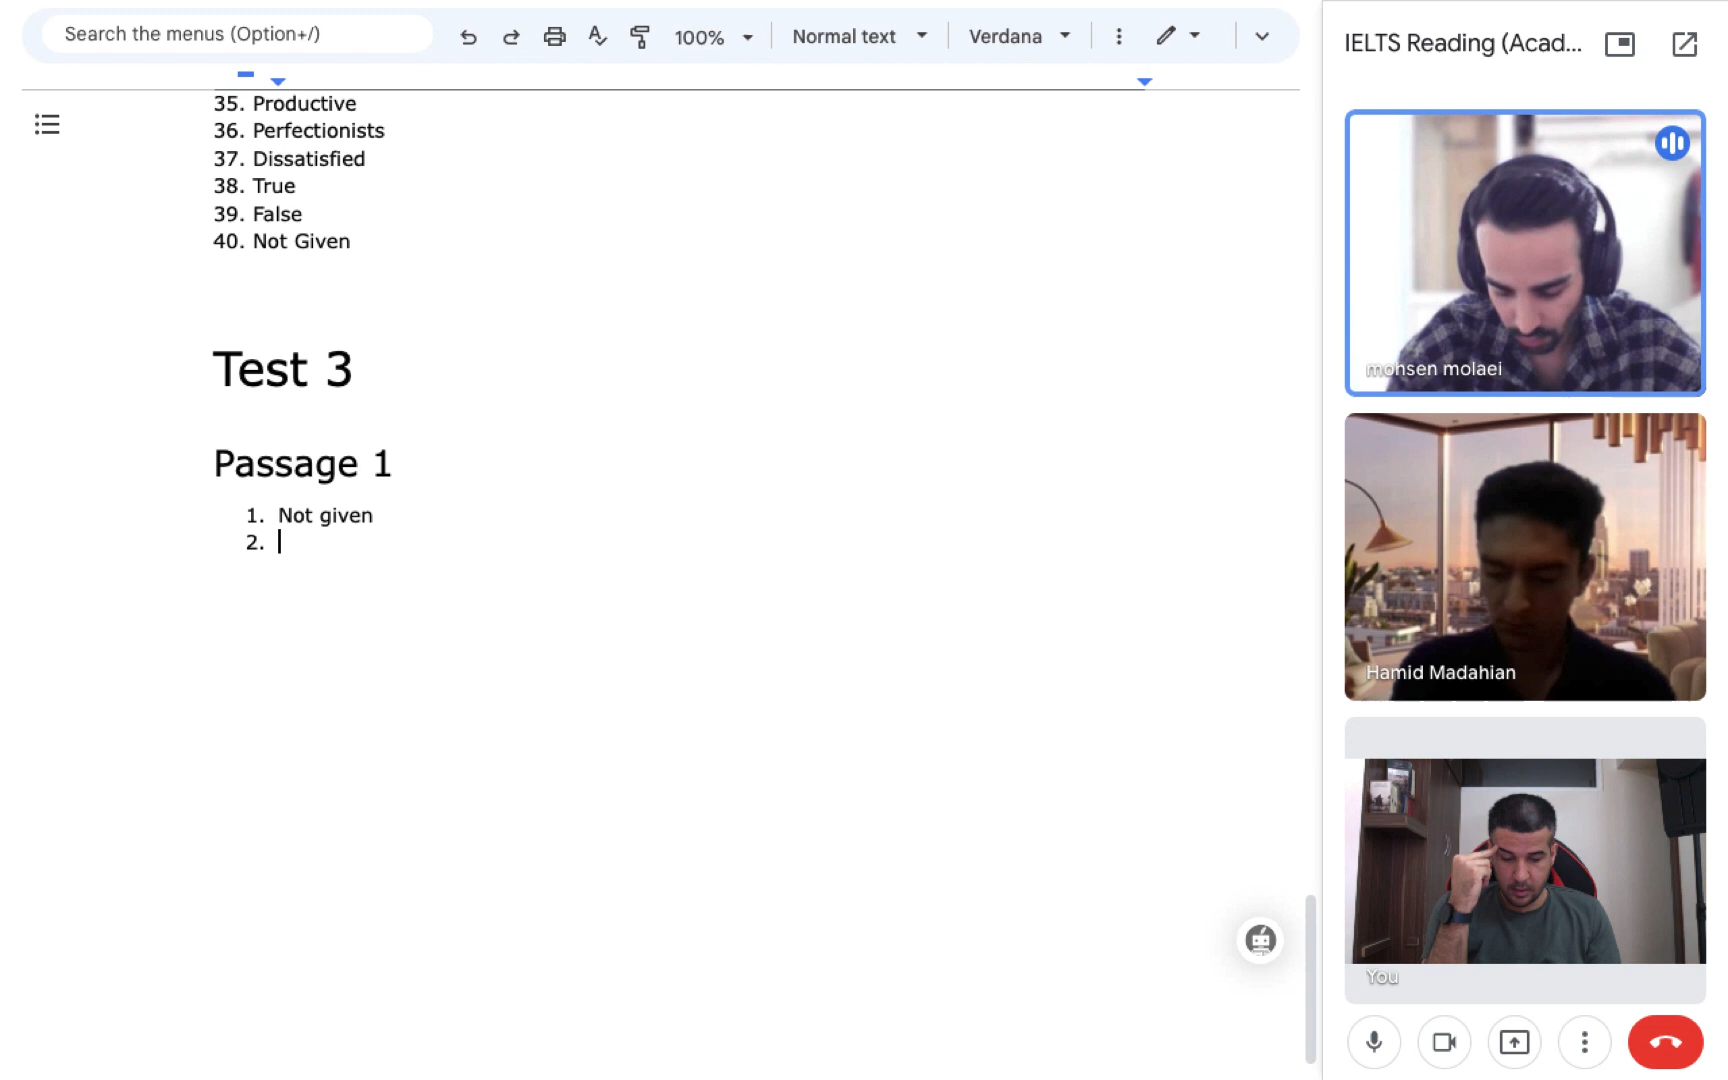 Search the menus (Option+/)
100%
Normal text
Verdana
IELTS Reading (Acad...
35. Productive
36. Perfectionists
37. Dissatisfied
38. True
39. False
40. Not Given
Test 3
Passage 1
1. Not given
2.
mohsen molaei
Hamid Madahian
You